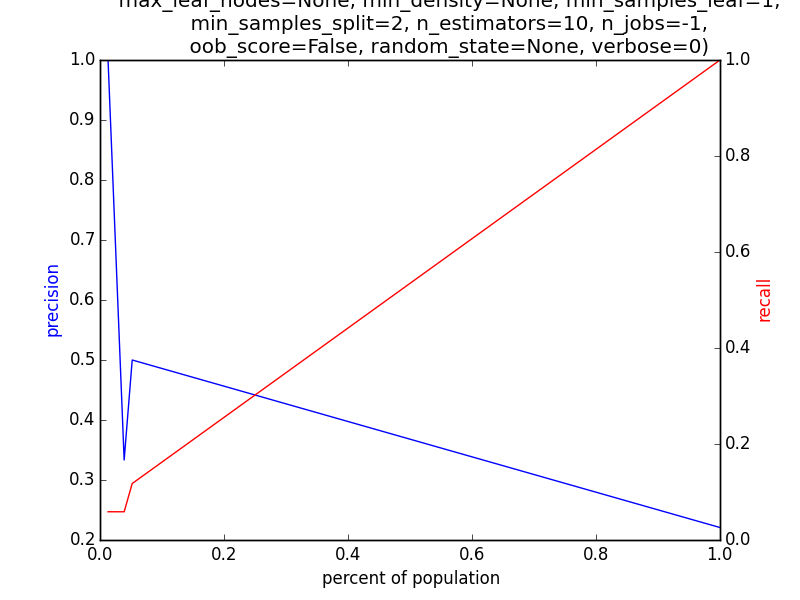 max_leaf_nodes=None, min_density=None, min_samples_leaf=1,
min_samples_split=2, n_estimators=10, n_jobs=-1,
oob_score=False, random_state=None, verbose=0)
1.0
0.9
0.8
0.7
0.6
0.5
0.4
0.3
0.2
precision
1.0
0.8
0.6
0.4
0.2
0.0
recall
0.0 0.2 0.4 0.6 0.8 1.0
percent of population